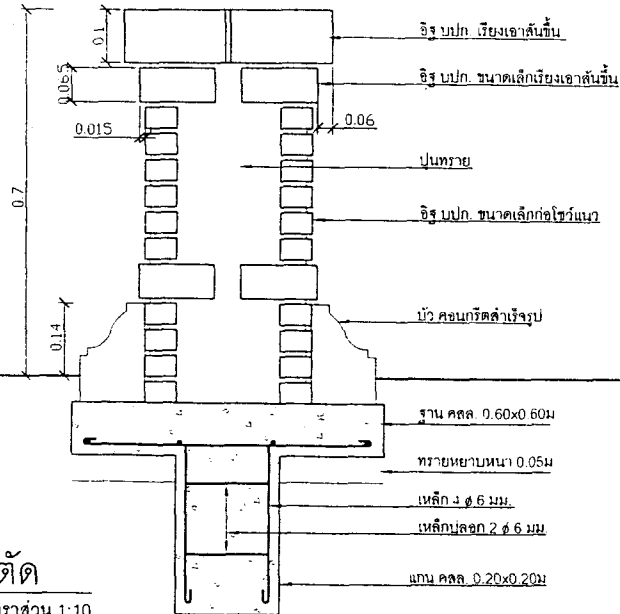 0.1
อิฐ บปก. เรียงเอาสันขึ้น
0.065
อิฐ บปก. ขนาดเล็กเรียงเอาสันขึ้น
0.015
0.06
ปูนทราย
0.7
อิฐ บปก. ขนาดเล็กก่อโชว์แนว
0.14
บัว คอนกรีตสำเร็จรูป
ฐาน คสล. 0.60x0.60ม
ทรายหยาบหนา 0.05ม
เหล็ก 4 ø 6 มม.
เหล็กปลอก 2 ø 6 มม
แกน คสล. 0.20x0.20ม
ตัด
ราส่วน 1:10